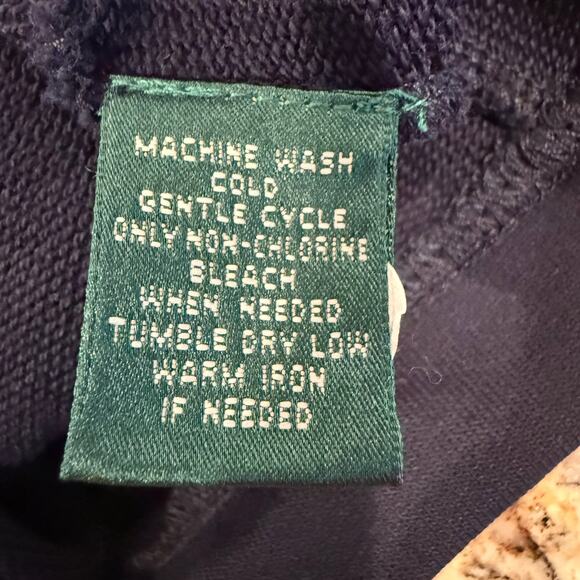 MACHINE WASH
COLD
GENTLE CYCLE
ONLY NON-CHLORINE
BLEACH
WHEN NEEDED
TUMBLE DRY LOW
WARM IRON
IF NEEDED